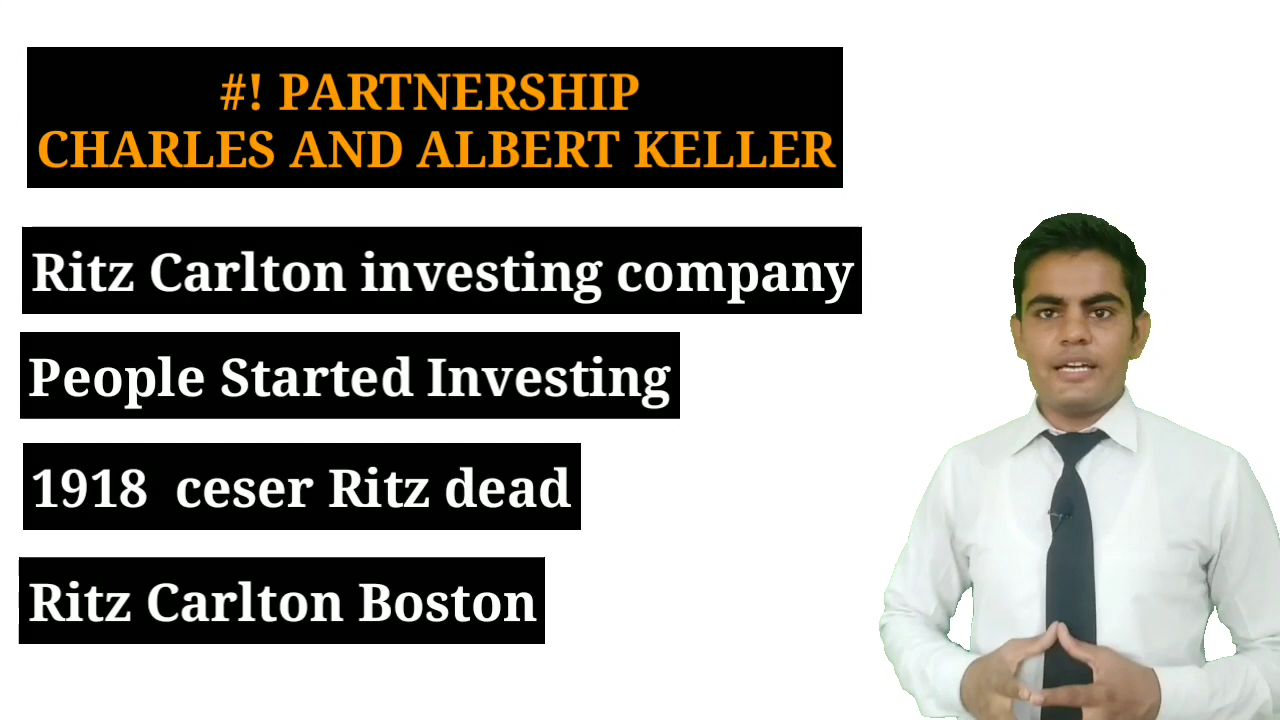 #! PARTNERSHIP
CHARLES AND ALBERT KELLER
Ritz Carlton investing company
People Started Investing
1918 ceser Ritz dead
Ritz Carlton Boston